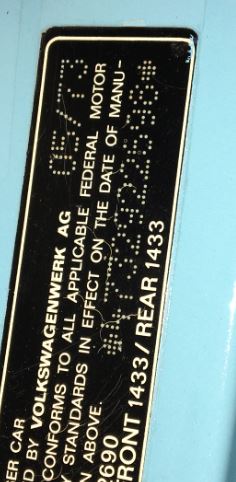 05/73
ER CAR
D BY VOLKSWAGENWERK AG
CONFORMS TO ALL APPLICABLE FEDERAL MOTOR
Y STANDARDS IN EFFECT ON THE DATE OF MANU-
N ABOVE.
2690
FRONT 1433/ REAR 1433